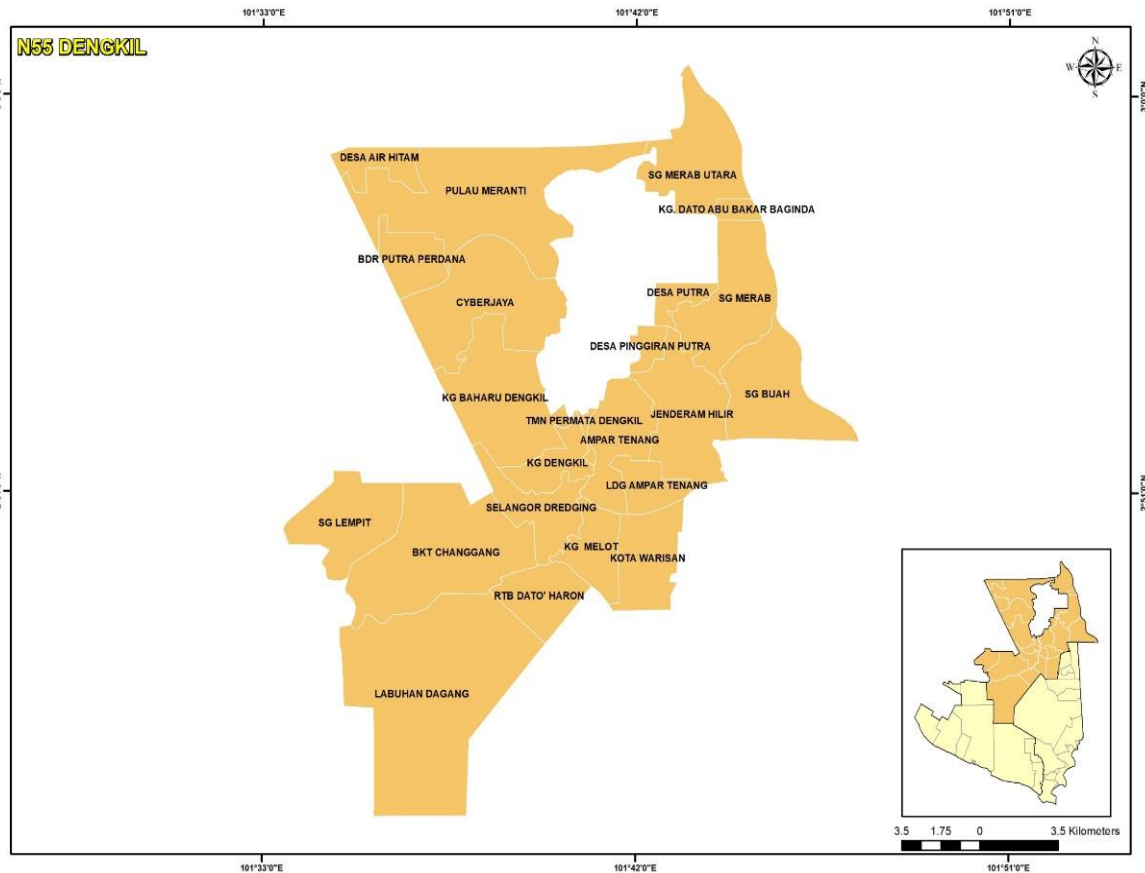 101°33'0"E
101°42'0"E
101°51'0"E
N55 DENGKIL
N
W
E
S
3°0'0"N
DESA AIR HITAM
PULAU MERANTI
SG MERAB UTARA
KG. DATO ABU BAKAR BAGINDA
BDR PUTRA PERDANA
CYBERJAYA
DESA PUTRA
SG MERAB
DESA PINGGIRAN PUTRA
KG BAHARU DENGKIL
SG BUAH
TMN PERMATA DENGKIL
JENDERAM HILIR
AMPAR TENANG
KG DENGKIL
LDG AMPAR TENANG
SELANGOR DREDGING
SG LEMPIT
BKT CHANGGANG
KG MELOT
KOTA WARISAN
RTB DATO' HARON
LABUHAN DAGANG
3.5 1.75 0 3.5 Kilometers
101°33'0"E
101°42'0"E
101°51'0"E